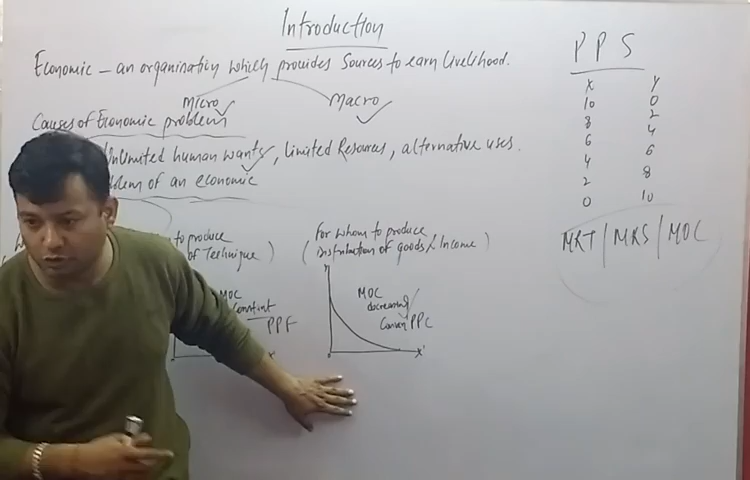 Introduction
Economic – an organination which provides Sources to earn Livelihood.
Micro Macro
Causes of Economic problem
Unlimited human wants, Limited Resources, alternative uses.
of an economic
to produce
of Technique)
For whom to produce
(Distribution of goods / Income)
MOC
Constant
PPF
y
MOC
decreasing
Convex PPC
x'
P P S
x y
10 0
8 2
6 4
4 6
2 8
0 10
MRT / MRS / MOC